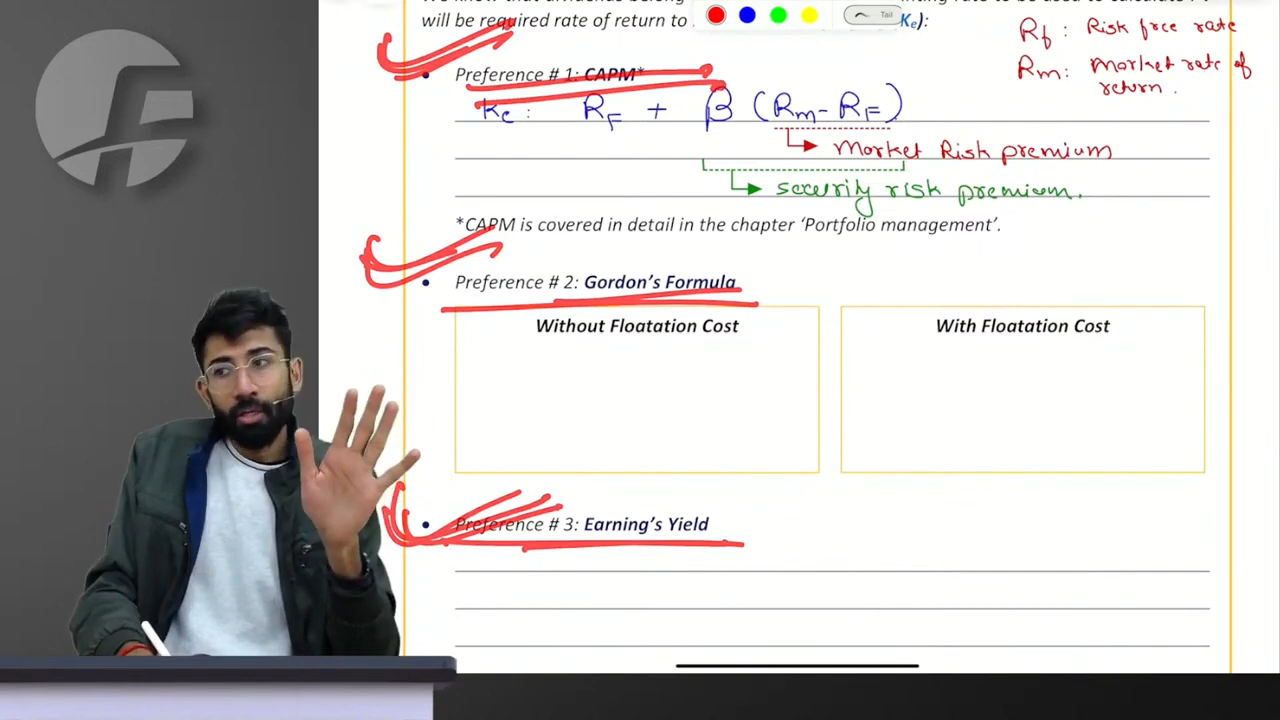 will be required rate of return to
Tail
Kₑ):
Rf : Risk free rate
Rm: Market rate of
return.
• Preference # 1: CAPM*
Ke : RF + β (Rm - RF)
Market Risk premium
security risk premium.
*CAPM is covered in detail in the chapter ‘Portfolio management’.
• Preference # 2: Gordon’s Formula
Without Floatation Cost
With Floatation Cost
• Preference # 3: Earning’s Yield